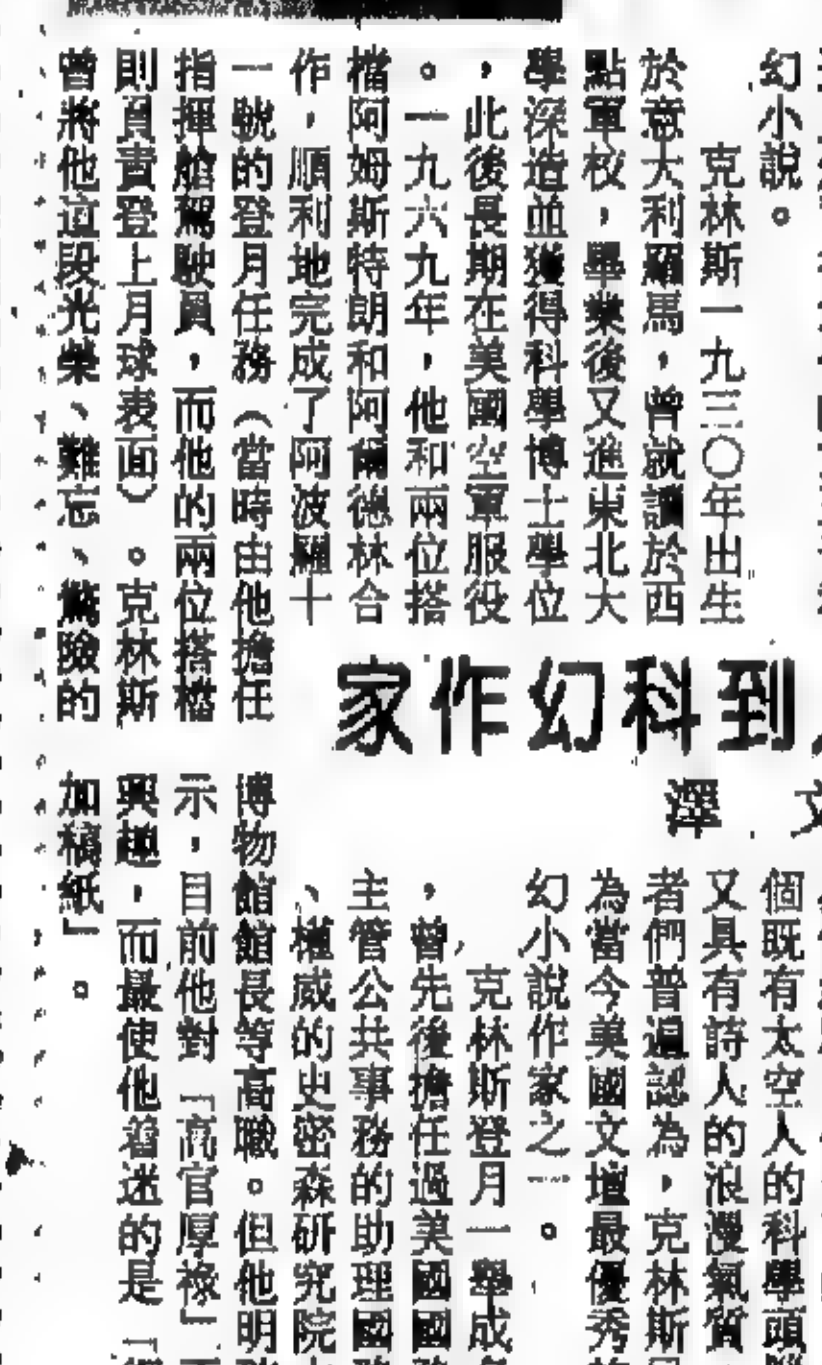 幻小說。
克林斯一九三〇年出生
於意大利羅馬,曾就讀於西
點軍校,畢業後又進東北大
學深造並獲得科學博士學位
,此後長期在美國空軍服役
。一九六九年,他和兩位搭
檔阿姆斯特朗和阿爾德林合
作,順利地完成了阿波羅十
一號的登月任務(當時由他擔任
指揮艙駕駛員,而他的兩位搭檔
則負責登上月球表面)。克林斯
曾將他這段光榮、難忘、驚險的
到科幻作家
文 澤
個既有太空人的科學頭
又具有詩人的浪漫氣質
者們普遍認為,克林斯
為當今美國文壇最優秀
幻小說作家之一。
克林斯登月一舉成
,曾先後擔任過美國國
主管公共事務的助理國
、權威的史密森研究院
博物館館長等高職。但他明
示,目前他對「高官厚祿」
興趣,而最使他着迷的是「
加稿紙」。